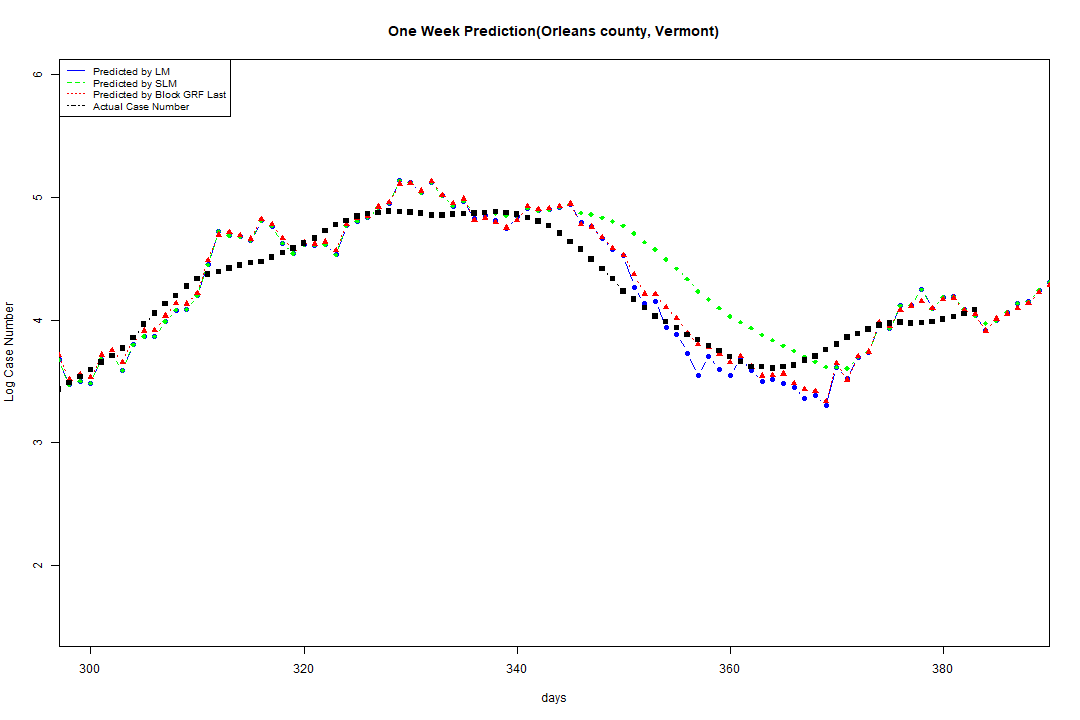 One Week Prediction(Orleans county, Vermont)
Predicted by LM
Predicted by SLM
Predicted by Block GRF Last
Actual Case Number
6
5
4
3
2
Log Case Number
300 320 340 360 380
days